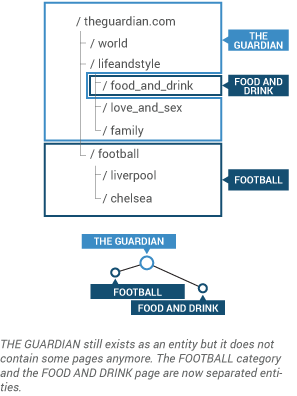 / theguardian.com
/ world
/ lifeandstyle
/ food_and_drink
/ love_and_sex
/ family
/ football
/ liverpool
/ chelsea
THE
GUARDIAN
FOOD AND
DRINK
FOOTBALL
THE GUARDIAN
FOOTBALL
FOOD AND DRINK
THE GUARDIAN still exists as an entity but it does not
contain some pages anymore. The FOOTBALL category
and the FOOD AND DRINK page are now separated enti-
ties.